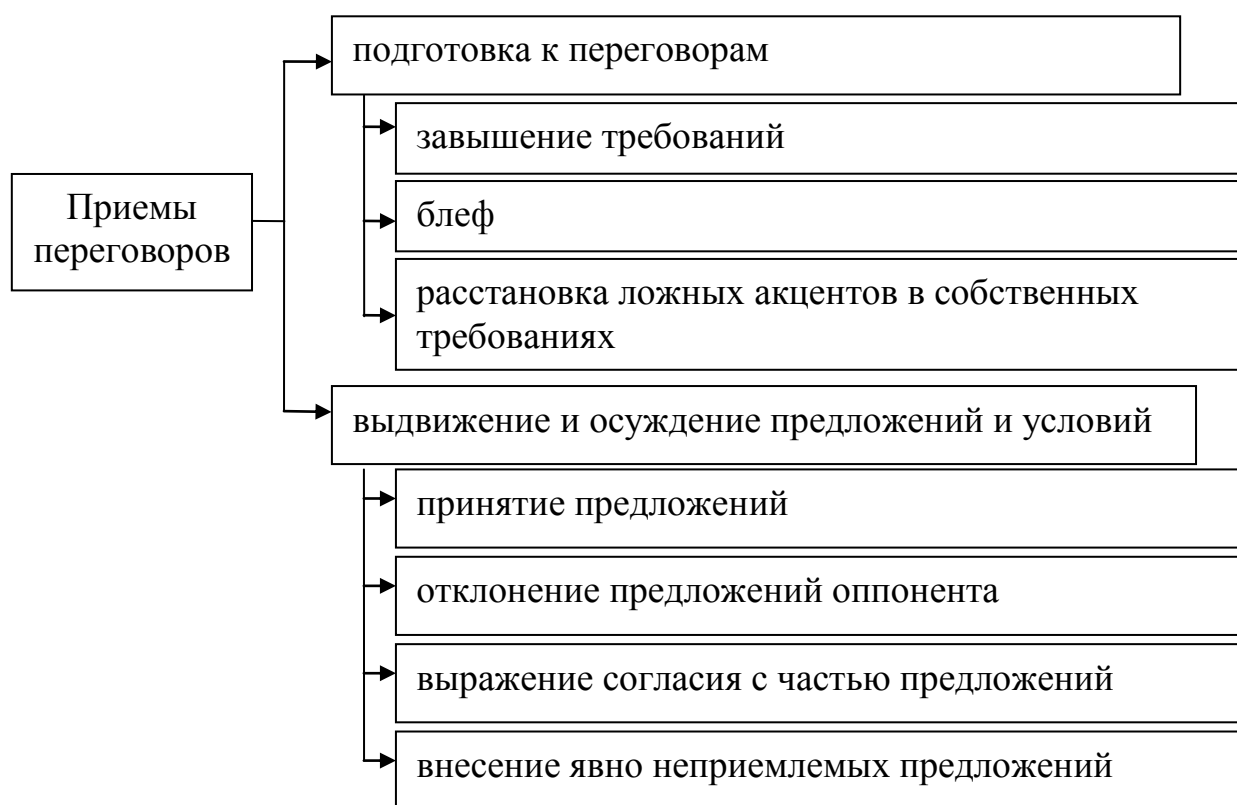 подготовка к переговорам
завышение требований
Приемы
переговоров
блеф
расстановка ложных акцентов в собственных
требованиях
выдвижение и осуждение предложений и условий
принятие предложений
отклонение предложений оппонента
выражение согласия с частью предложений
внесение явно неприемлемых предложений